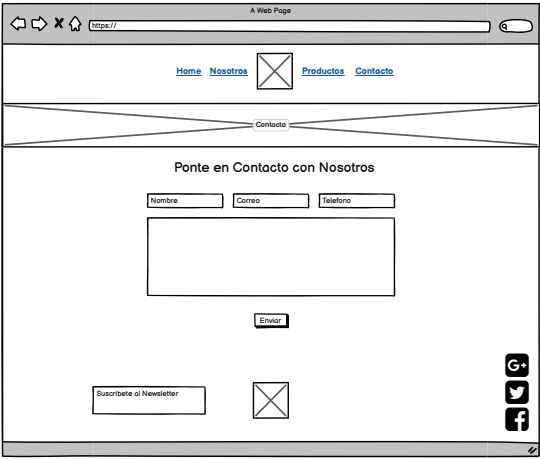 A Web Page
https://
Home Nosotros Productos Contacto
Contacto
Ponte en Contacto con Nosotros
Nombre Correo Telefono
Enviar
Suscribete al Newsletter
G+
f